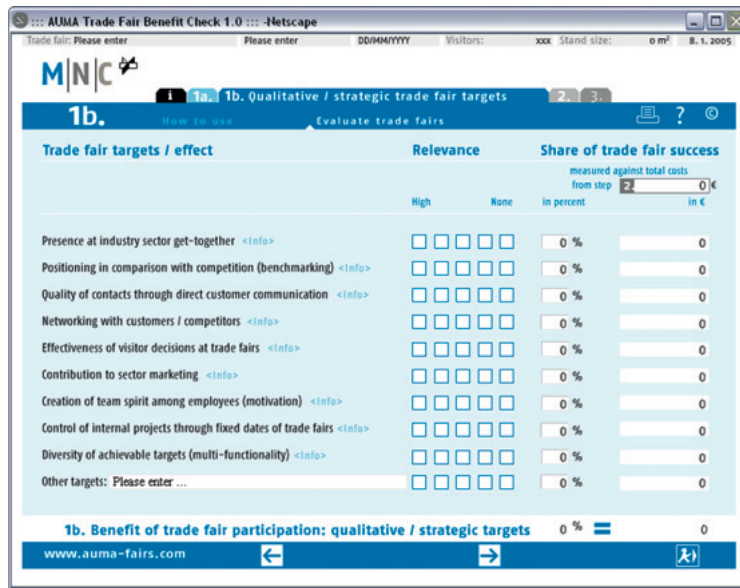 ::: AUMA Trade Fair Benefit Check 1.0 ::: -Netscape
Trade fair: Please enter Please enter DD/MM/YYYY Visitors: xxx Stand size: 0 m² 8. 1. 2005
M|N|C
i 1a. 1b. Qualitative / strategic trade fair targets 2. 3.
1b. How to use Evaluate trade fairs ? ©
Trade fair targets / effect Relevance Share of trade fair success
measured against total costs
from step 2. 0 €
High None in percent in €
Presence at industry sector get-together <Info> 0 % 0
Positioning in comparison with competition (benchmarking) <Info> 0 % 0
Quality of contacts through direct customer communication <Info> 0 % 0
Networking with customers / competitors <Info> 0 % 0
Effectiveness of visitor decisions at trade fairs <Info> 0 % 0
Contribution to sector marketing <Info> 0 % 0
Creation of team spirit among employees (motivation) <Info> 0 % 0
Control of internal projects through fixed dates of trade fairs <Info> 0 % 0
Diversity of achievable targets (multi-functionality) <Info> 0 % 0
Other targets: Please enter ... 0 % 0
1b. Benefit of trade fair participation: qualitative / strategic targets 0 % = 0
www.auma-fairs.com